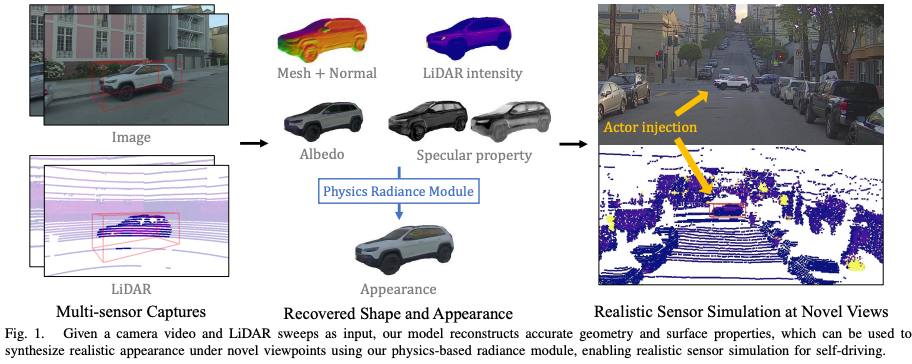 Image
LiDAR
Multi-sensor Captures
Mesh + Normal
LiDAR intensity
Albedo
Specular property
Physics Radiance Module
Appearance
Recovered Shape and Appearance
Actor injection
Realistic Sensor Simulation at Novel Views
Fig. 1. Given a camera video and LiDAR sweeps as input, our model reconstructs accurate geometry and surface properties, which can be used to
synthesize realistic appearance under novel viewpoints using our physics-based radiance module, enabling realistic sensor simulation for self-driving.